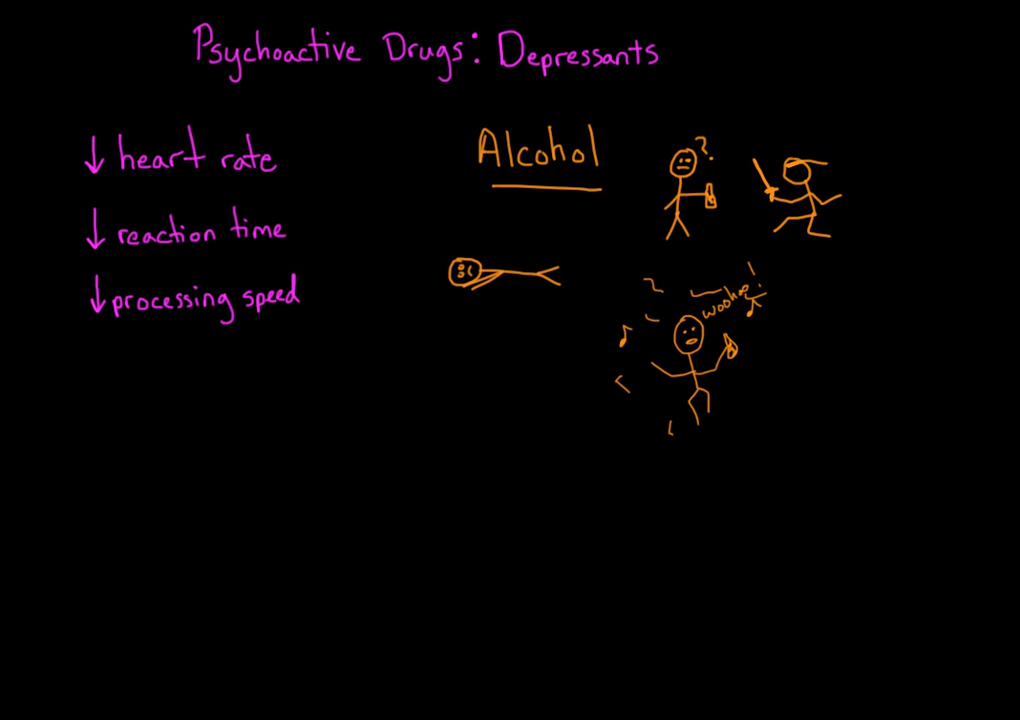 Psychoactive Drugs: Depressants
↓ heart rate
↓ reaction time
↓ processing speed
Alcohol
?
woohoo!